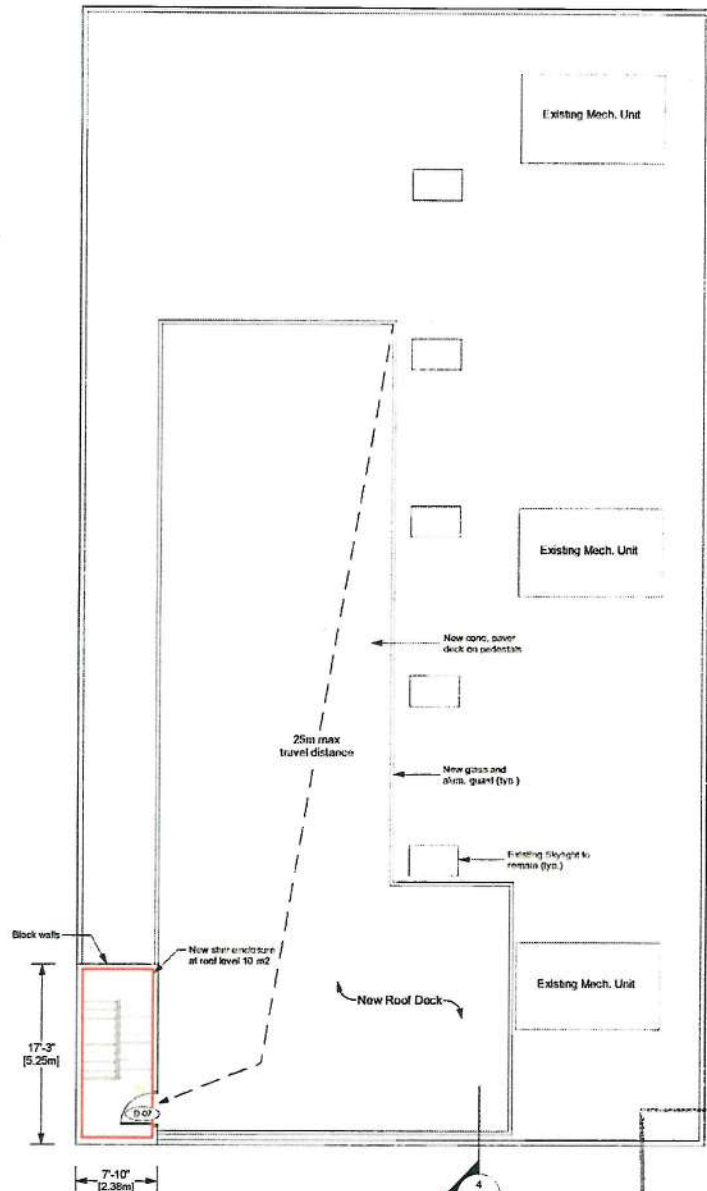 Existing Mech. Unit
Existing Mech. Unit
New conc. paver
deck on pedestals
25m max
travel distance
New glass and
alum. guard (typ.)
Existing Skylight to
remain (typ.)
Block walls
New stair enclosure
at roof level 10 m2
Existing Mech. Unit
New Roof Deck
17'-3"
[5.25m]
D-07
7'-10"
[2.38m]
4